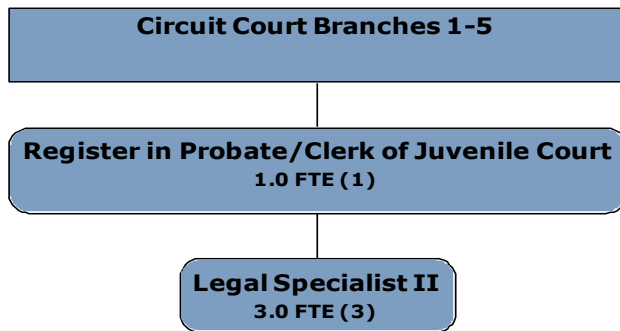 Circuit Court Branches 1-5
Register in Probate/Clerk of Juvenile Court
1.0 FTE (1)
Legal Specialist II
3.0 FTE (3)